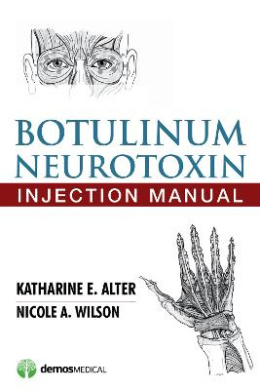 BOTULINUM
NEUROTOXIN
INJECTION MANUAL
KATHARINE E. ALTER
NICOLE A. WILSON
demosMEDICAL